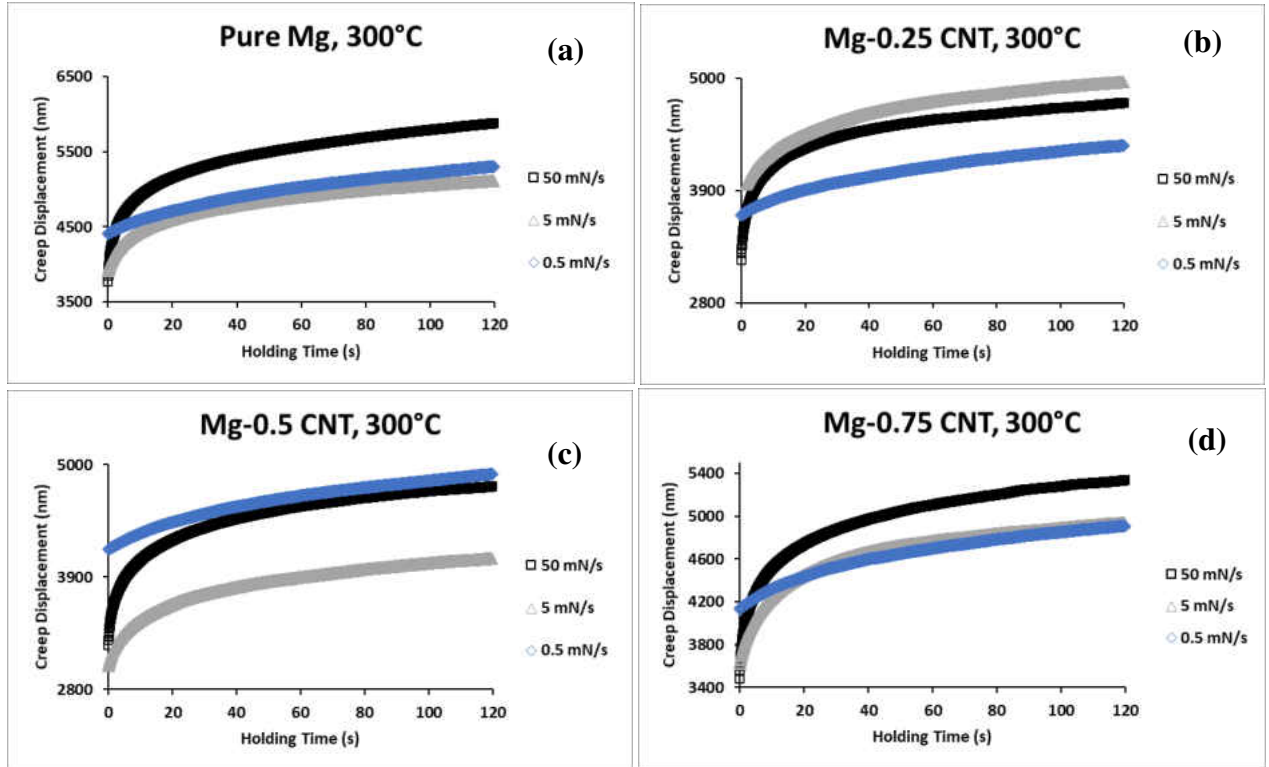 Pure Mg, 300°C
(a)
6500
5500
4500
3500
Creep Displacement (nm)
0 20 40 60 80 100 120
Holding Time (s)
50 mN/s
5 mN/s
0.5 mN/s
Mg-0.25 CNT, 300°C
(b)
5000
3900
2800
Creep Displacement (nm)
0 20 40 60 80 100 120
Holding Time (s)
50 mN/s
5 mN/s
0.5 mN/s
Mg-0.5 CNT, 300°C
(c)
5000
3900
2800
Creep Displacement (nm)
0 20 40 60 80 100 120
Holding Time (s)
50 mN/s
5 mN/s
0.5 mN/s
Mg-0.75 CNT, 300°C
(d)
5400
5000
4600
4200
3800
3400
Creep Displacement (nm)
0 20 40 60 80 100 120
Holding Time (s)
50 mN/s
5 mN/s
0.5 mN/s